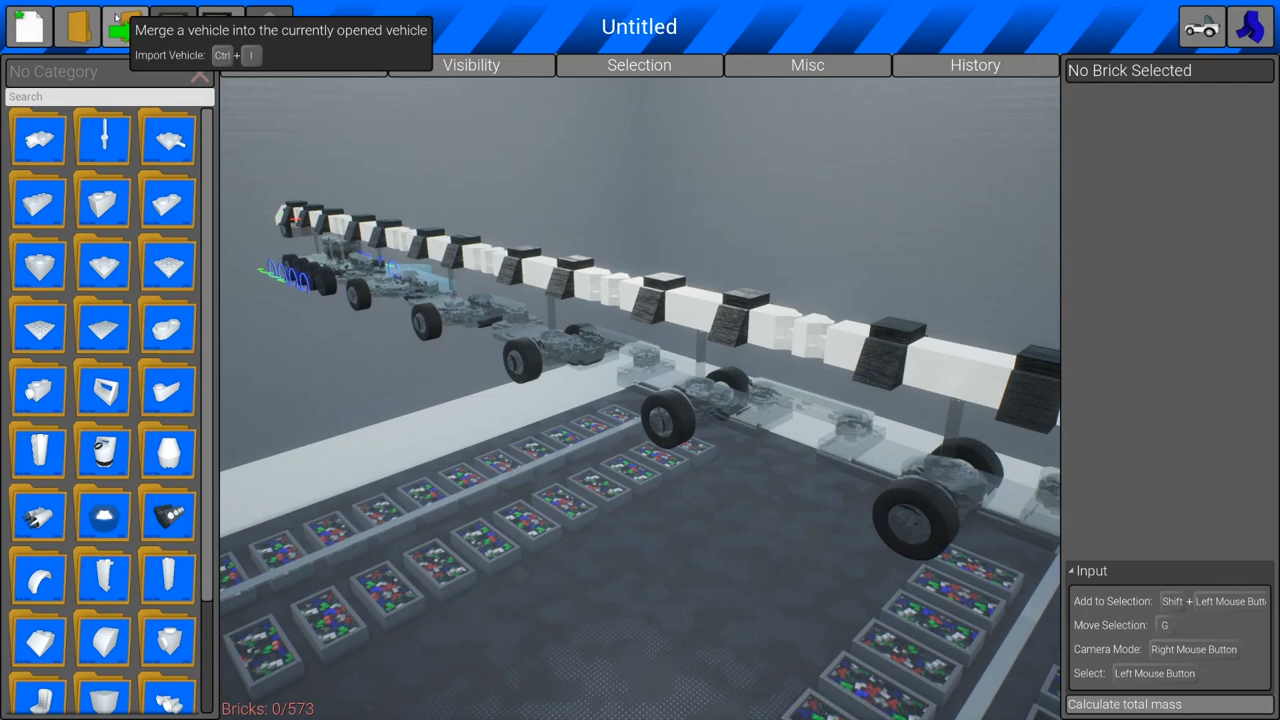 Untitled
Merge a vehicle into the currently opened vehicle
Import Vehicle: Ctrl + I
No Category
Search
Visibility
Selection
Misc
History
No Brick Selected
Input
Add to Selection: Shift + Left Mouse Butt
Move Selection: G
Camera Mode: Right Mouse Button
Select: Left Mouse Button
Calculate total mass
Bricks: 0/573